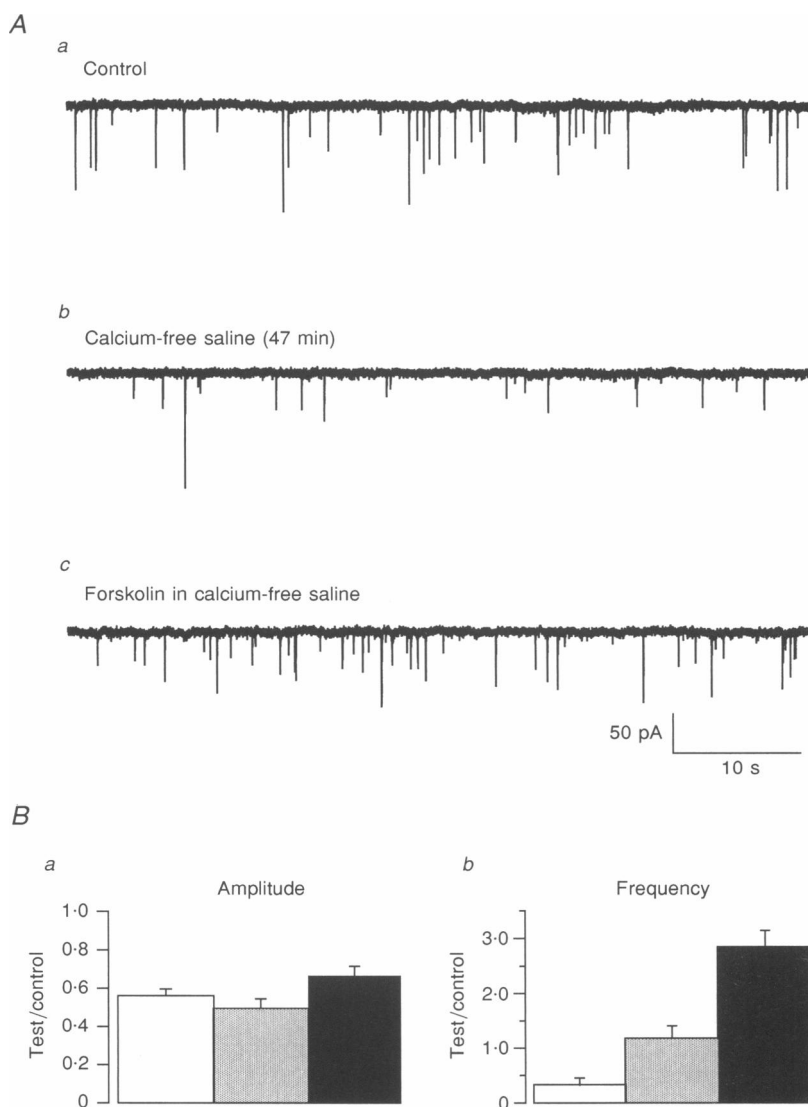 A
a
Control
b
Calcium-free saline (47 min)
c
Forskolin in calcium-free saline
50 pA
10 s
B
a
Amplitude
Test/control
1·0
0·8
0·6
0·4
0·2
0
b
Frequency
Test/control
3·0
2·0
1·0
0